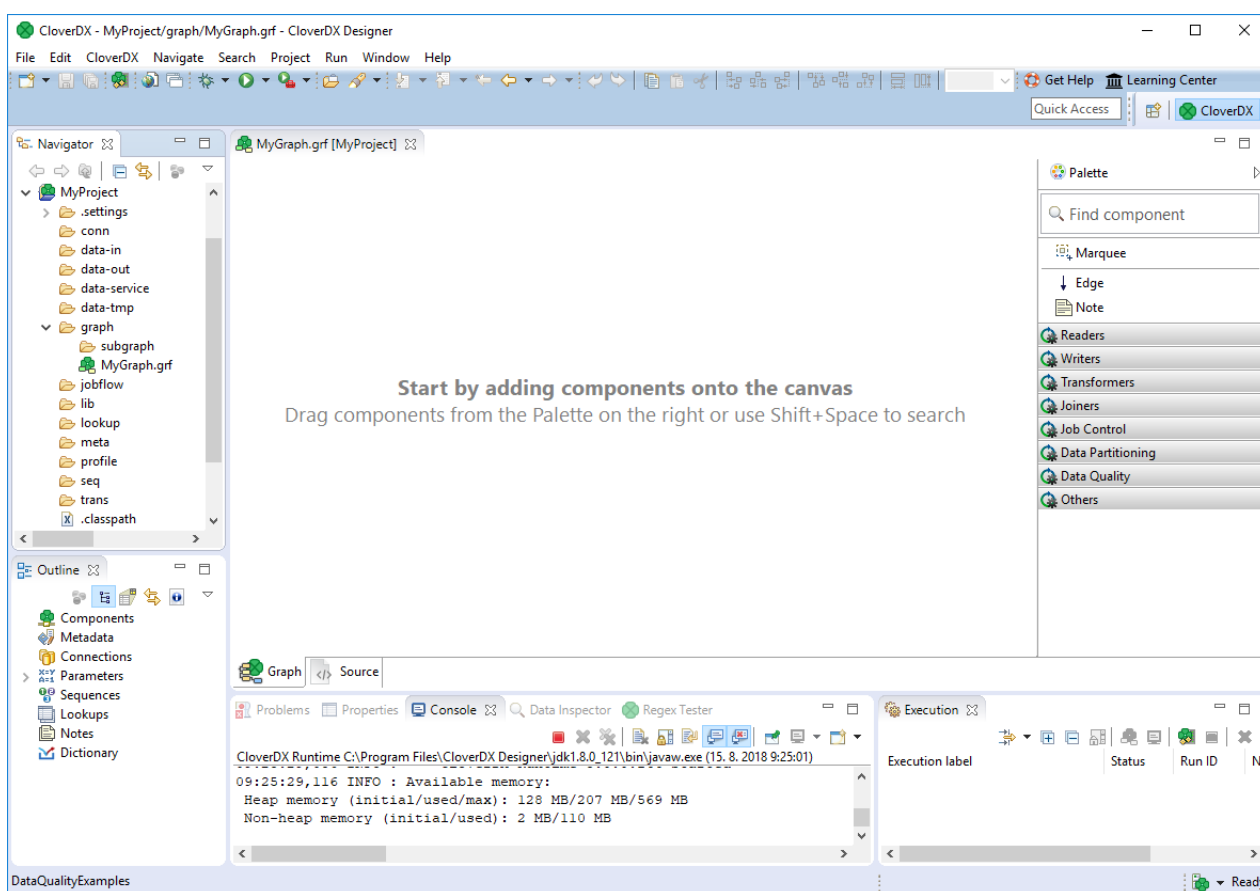 CloverDX - MyProject/graph/MyGraph.grf - CloverDX Designer
File Edit CloverDX Navigate Search Project Run Window Help
Get Help Learning Center
Quick Access CloverDX
Navigator
MyProject
.settings
conn
data-in
data-out
data-service
data-tmp
graph
subgraph
MyGraph.grf
jobflow
lib
lookup
meta
profile
seq
trans
.classpath
MyGraph.grf [MyProject]
Start by adding components onto the canvas
Drag components from the Palette on the right or use Shift+Space to search
Graph Source
Palette
Find component
Marquee
Edge
Note
Readers
Writers
Transformers
Joiners
Job Control
Data Partitioning
Data Quality
Others
Outline
Components
Metadata
Connections
Parameters
Sequences
Lookups
Notes
Dictionary
Problems Properties Console Data Inspector Regex Tester
CloverDX Runtime C:\Program Files\CloverDX Designer\jdk1.8.0_121\bin\javaw.exe (15. 8. 2018 9:25:01)
09:25:29,116 INFO : Available memory:
Heap memory (initial/used/max): 128 MB/207 MB/569 MB
Non-heap memory (initial/used): 2 MB/110 MB
Execution
Execution label Status Run ID N
DataQualityExamples
Ready